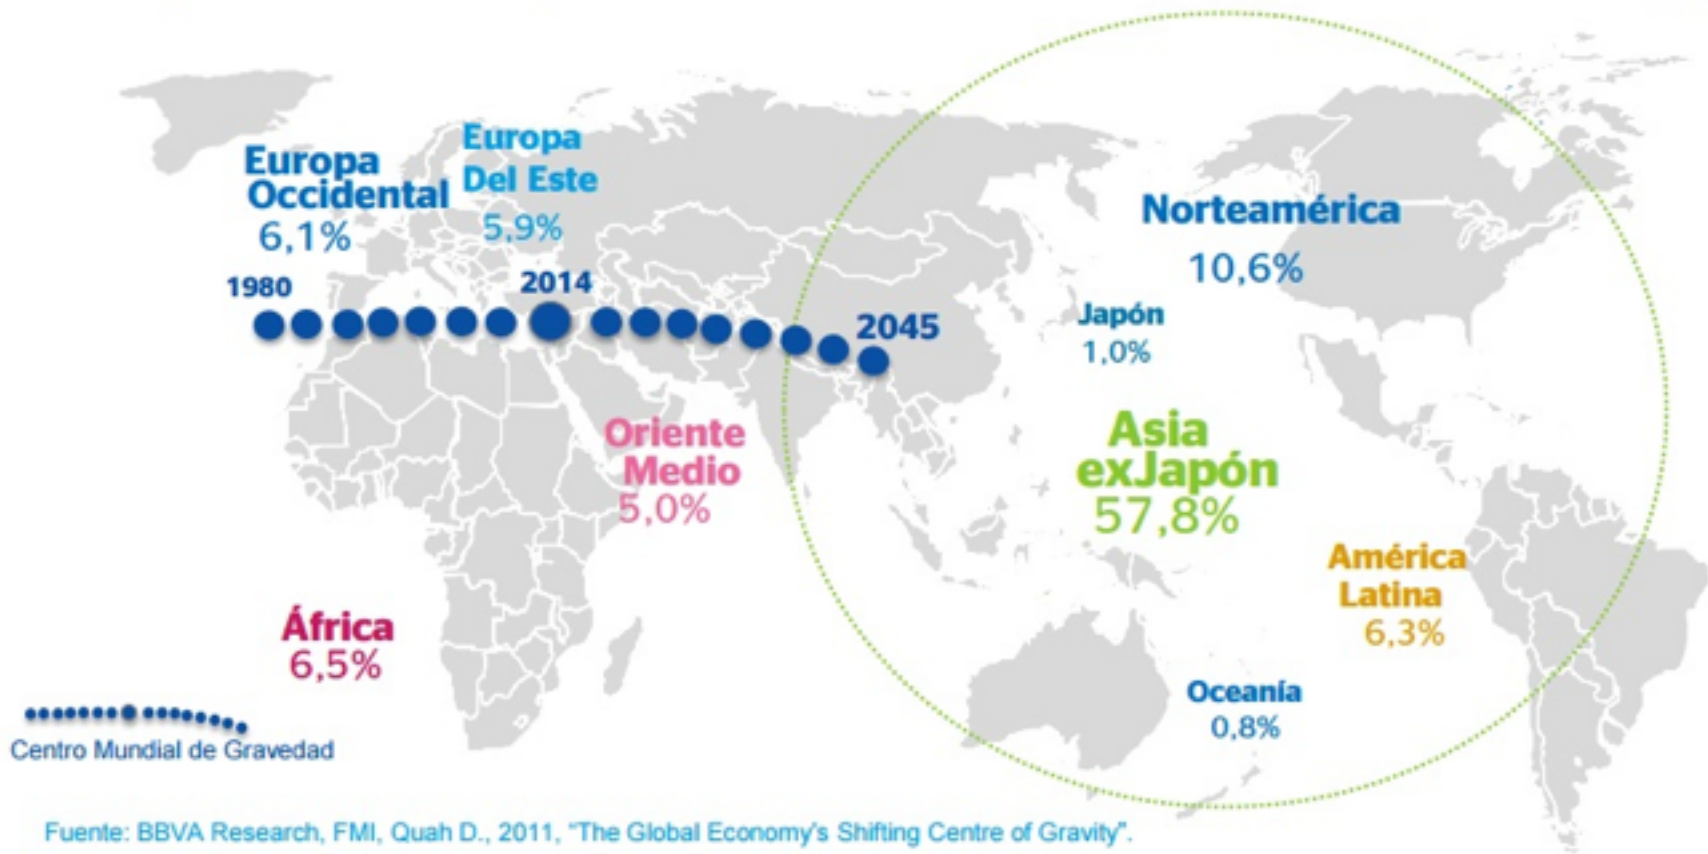 Europa
Occidental
6,1%
Europa
Del Este
5,9%
1980
2014
2045
Norteamérica
10,6%
Japón
1,0%
Asia
exJapón
57,8%
Oriente
Medio
5,0%
América
Latina
6,3%
África
6,5%
Oceanía
0,8%
Centro Mundial de Gravedad
Fuente: BBVA Research, FMI, Quah D., 2011, "The Global Economy's Shifting Centre of Gravity".